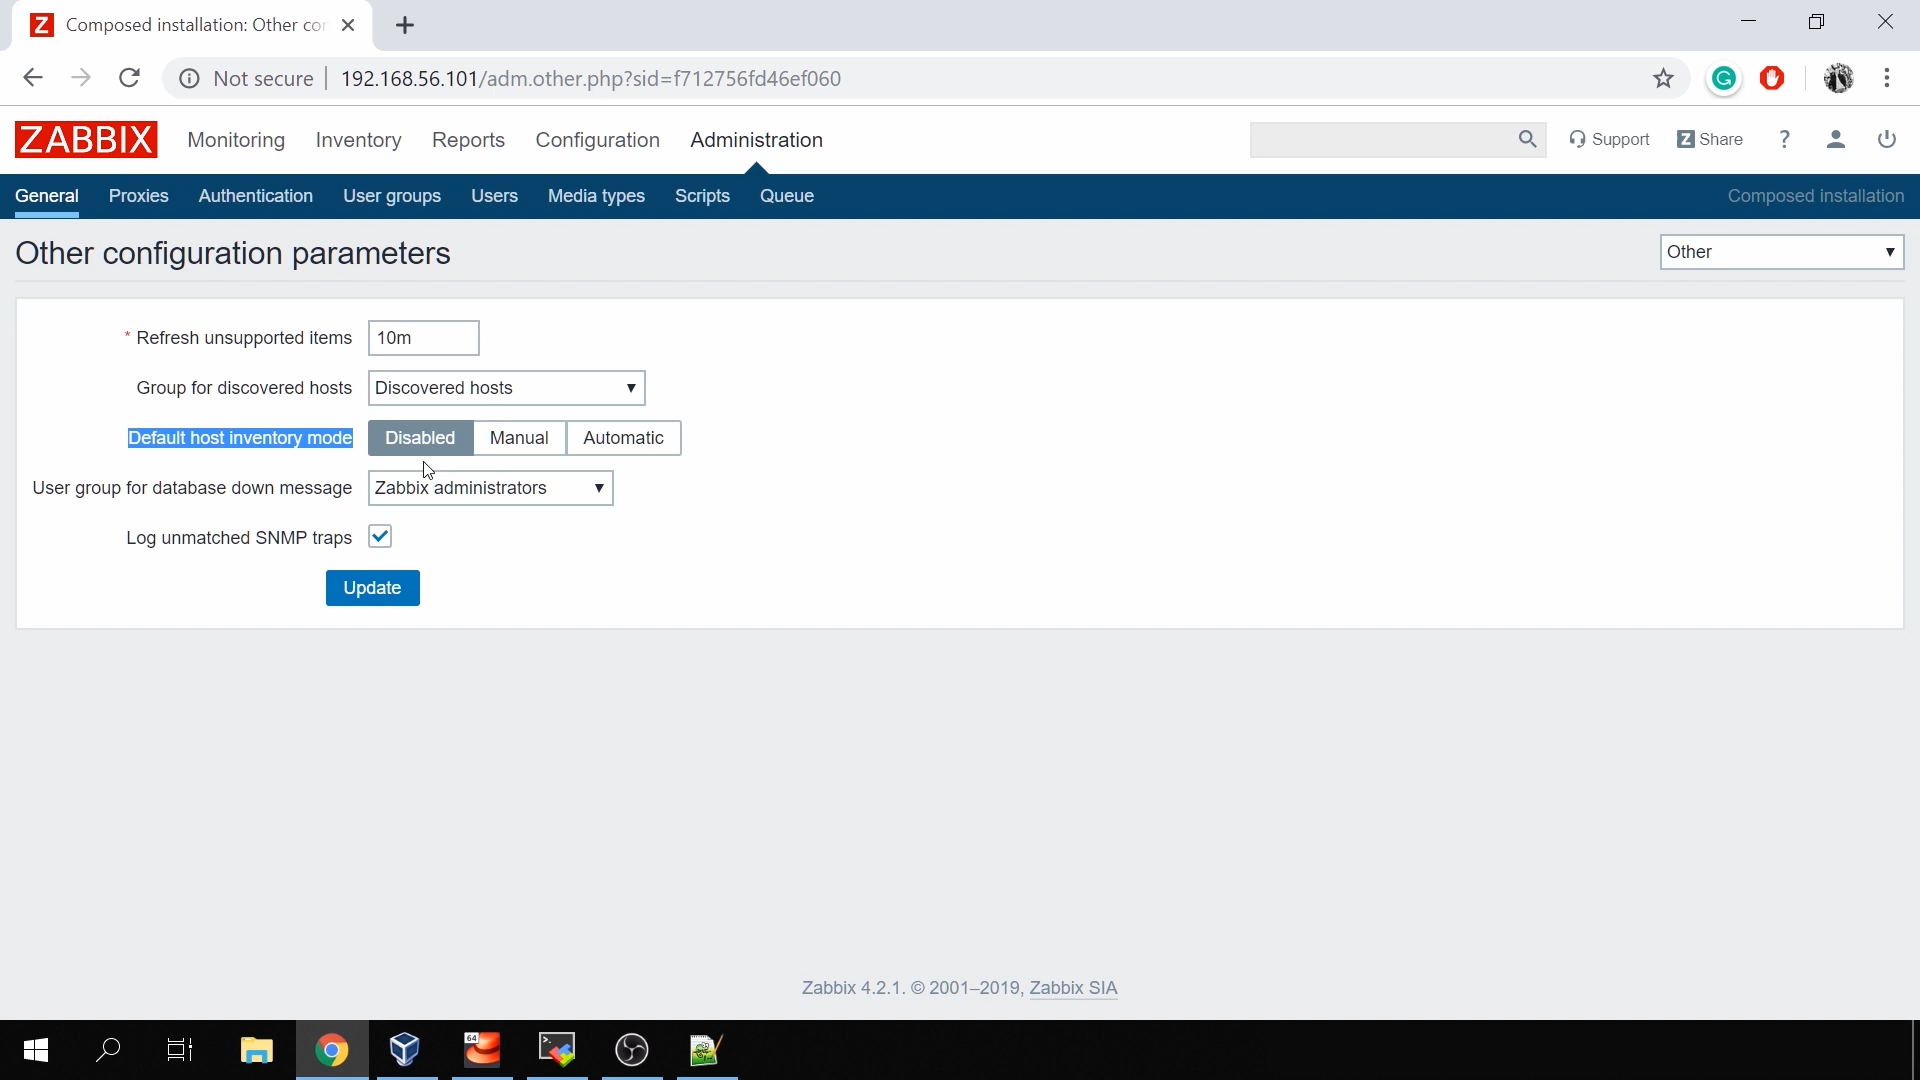 Composed installation: Other cor
Not secure 192.168.56.101/adm.other.php?sid=f712756fd46ef060
ZABBIX Monitoring Inventory Reports Configuration Administration Support Z Share ?
General Proxies Authentication User groups Users Media types Scripts Queue Composed installation
Other configuration parameters Other
* Refresh unsupported items 10m
Group for discovered hosts Discovered hosts
Default host inventory mode Disabled Manual Automatic
User group for database down message Zabbix administrators
Log unmatched SNMP traps
Update
Zabbix 4.2.1. © 2001–2019, Zabbix SIA
64